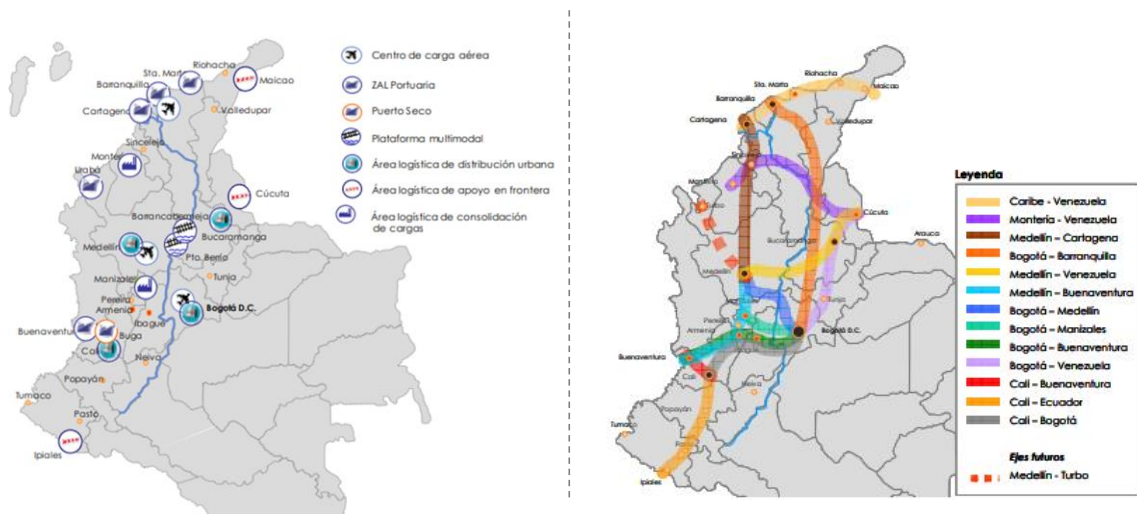 Riohacha
Sta. Marta
Maicao
Barranquilla
Cartagena
Valledupar
Sincelejo
Urabá
Cúcuta
Barrancabermeja
Bucaramanga
Medellín
Pto. Berrio
Manizales
Tunja
Pereira
Armenia
Bogotá D.C.
Ibague
Buenaventura
Buga
Cali
Neiva
Popayán
Tumaco
Pasto
Ipiales
Centro de carga aérea
ZAL Portuaria
Puerto Seco
Plataforma multimodal
Área logística de distribución urbana
Área logística de apoyo en frontera
Área logística de consolidación
de cargas
Riohacha
Sta. Marta
Maicao
Barranquilla
Cartagena
Valledupar
Montería
Cúcuta
Arauca
Bucaramanga
Medellín
Tunja
Pereira
Armenia
Bogotá D.C.
Buenaventura
Cali
Neiva
Popayán
Tumaco
Ipiales
Leyenda
Caribe - Venezuela
Montería - Venezuela
Medellín – Cartagena
Bogotá – Barranquilla
Medellín – Venezuela
Medellín – Buenaventura
Bogotá – Medellín
Bogotá – Manizales
Bogotá – Buenaventura
Bogotá – Venezuela
Cali – Buenaventura
Cali – Ecuador
Cali – Bogotá
Ejes futuros
Medellín - Turbo